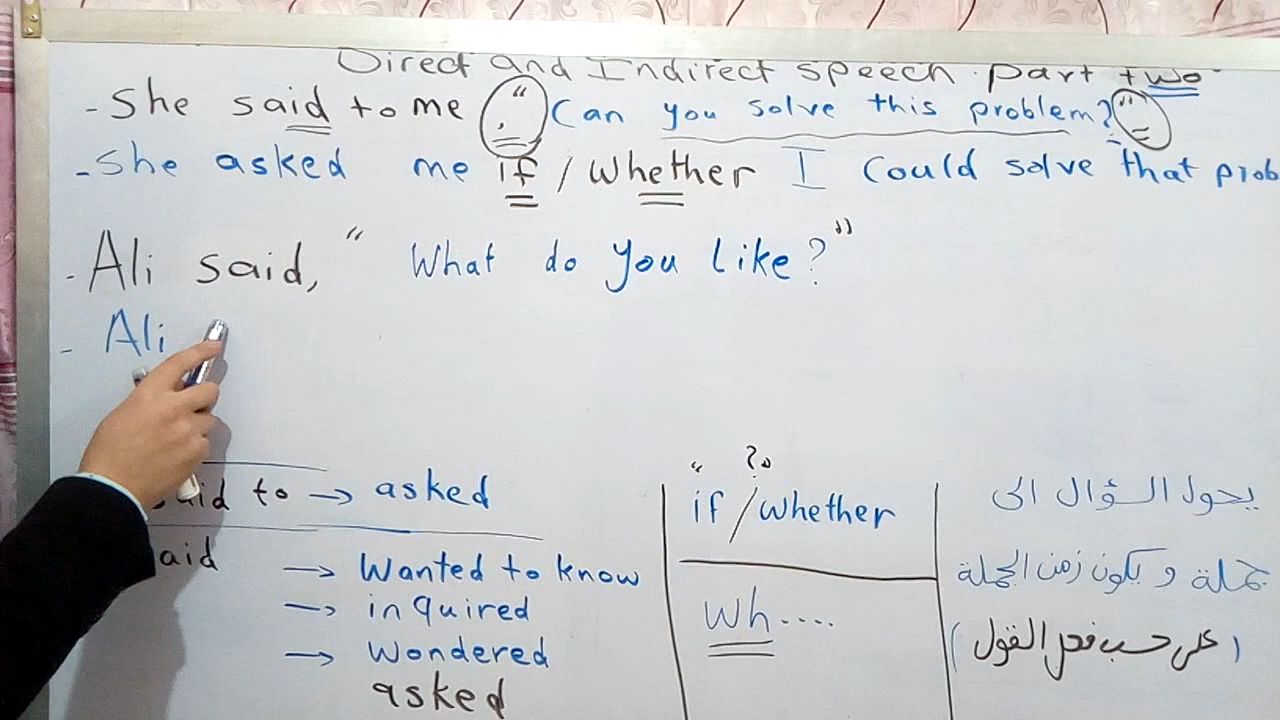 Direct and Indirect speech part two
- She said to me , " Can you solve this problem? "
- She asked me if / whether I could solve that prob
- Ali said, " What do you like? "
- Ali
said to → asked
said → Wanted to know
→ inquired
→ Wondered
asked
" ?"
if / whether
Wh....
يحول السؤال الى
جملة ويكون زمن الجملة
(على حسب فعل القول)